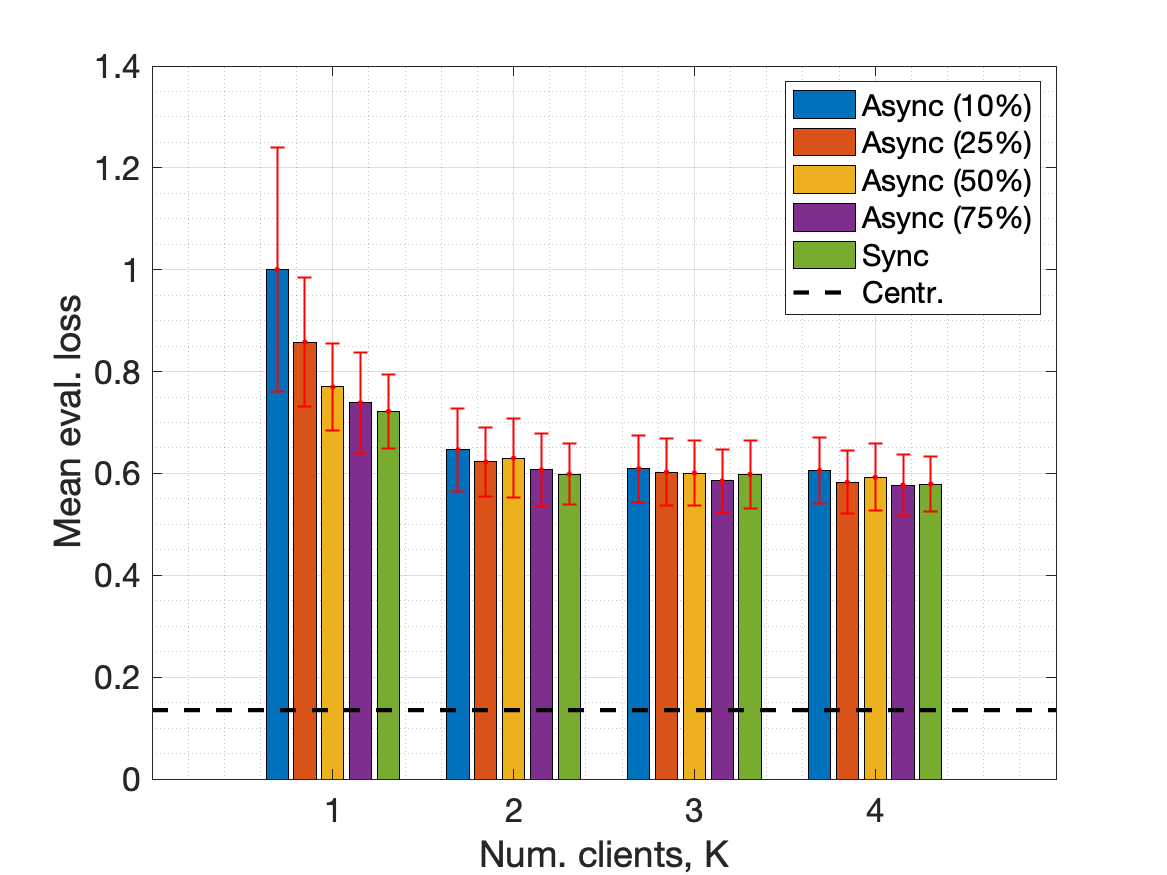 1.4
1.2
1
0.8
0.6
0.4
0.2
0
Mean eval. loss
Async (10%)
Async (25%)
Async (50%)
Async (75%)
Sync
Centr.
1 2 3 4
Num. clients, K